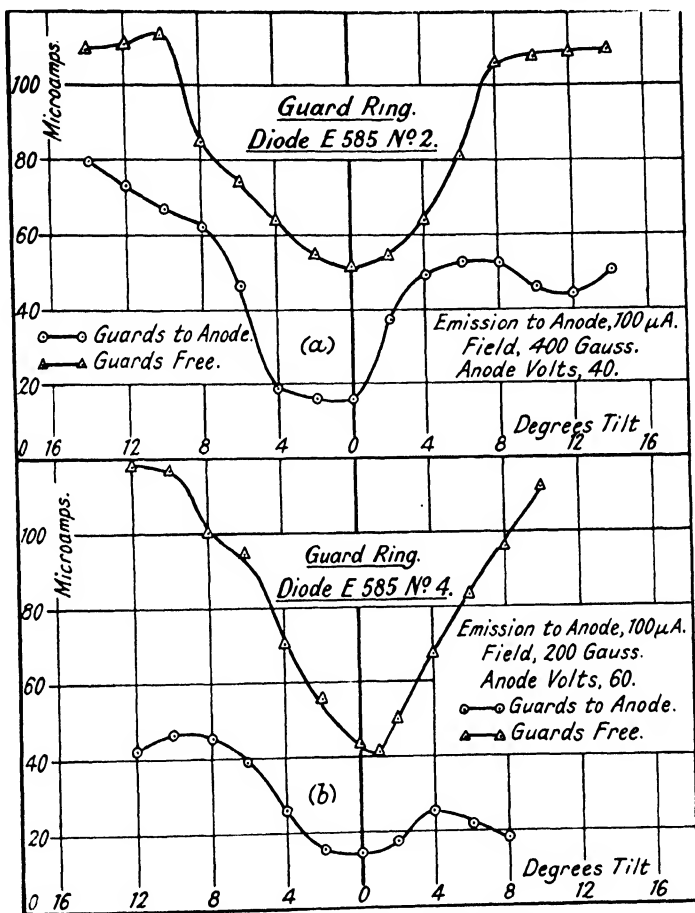 Microamps.
100
80
60
40
20
0
Guard Ring.
Diode E 585 Nº 2.
Guards to Anode.
Guards Free.
(a)
Emission to Anode, 100 μA.
Field, 400 Gauss.
Anode Volts, 40.
Degrees Tilt
16 12 8 4 0 4 8 12 16
Microamps.
100
80
60
40
20
0
Guard Ring.
Diode E 585 Nº 4.
Emission to Anode, 100 μA.
Field, 200 Gauss.
Anode Volts, 60.
Guards to Anode.
Guards Free.
(b)
Degrees Tilt
16 12 8 4 0 4 8 12 16